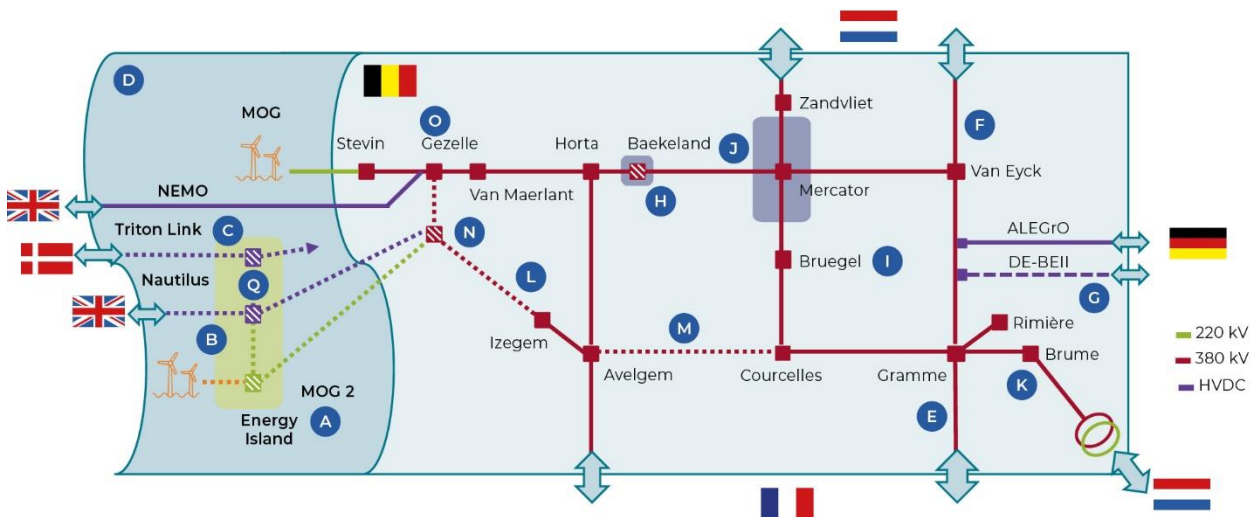 D
MOG
Stevin
O
Gezelle
Horta
Baekeland
J
Zandvliet
F
NEMO
Van Maerlant
H
Mercator
Van Eyck
Triton Link
C
N
ALEGrO
Nautilus
Q
Bruegel
I
DE-BEII
G
B
L
Izegem
M
Rimière
220 kV
380 kV
HVDC
Avelgem
Courcelles
Gramme
Brume
K
MOG 2
A
Energy
Island
E